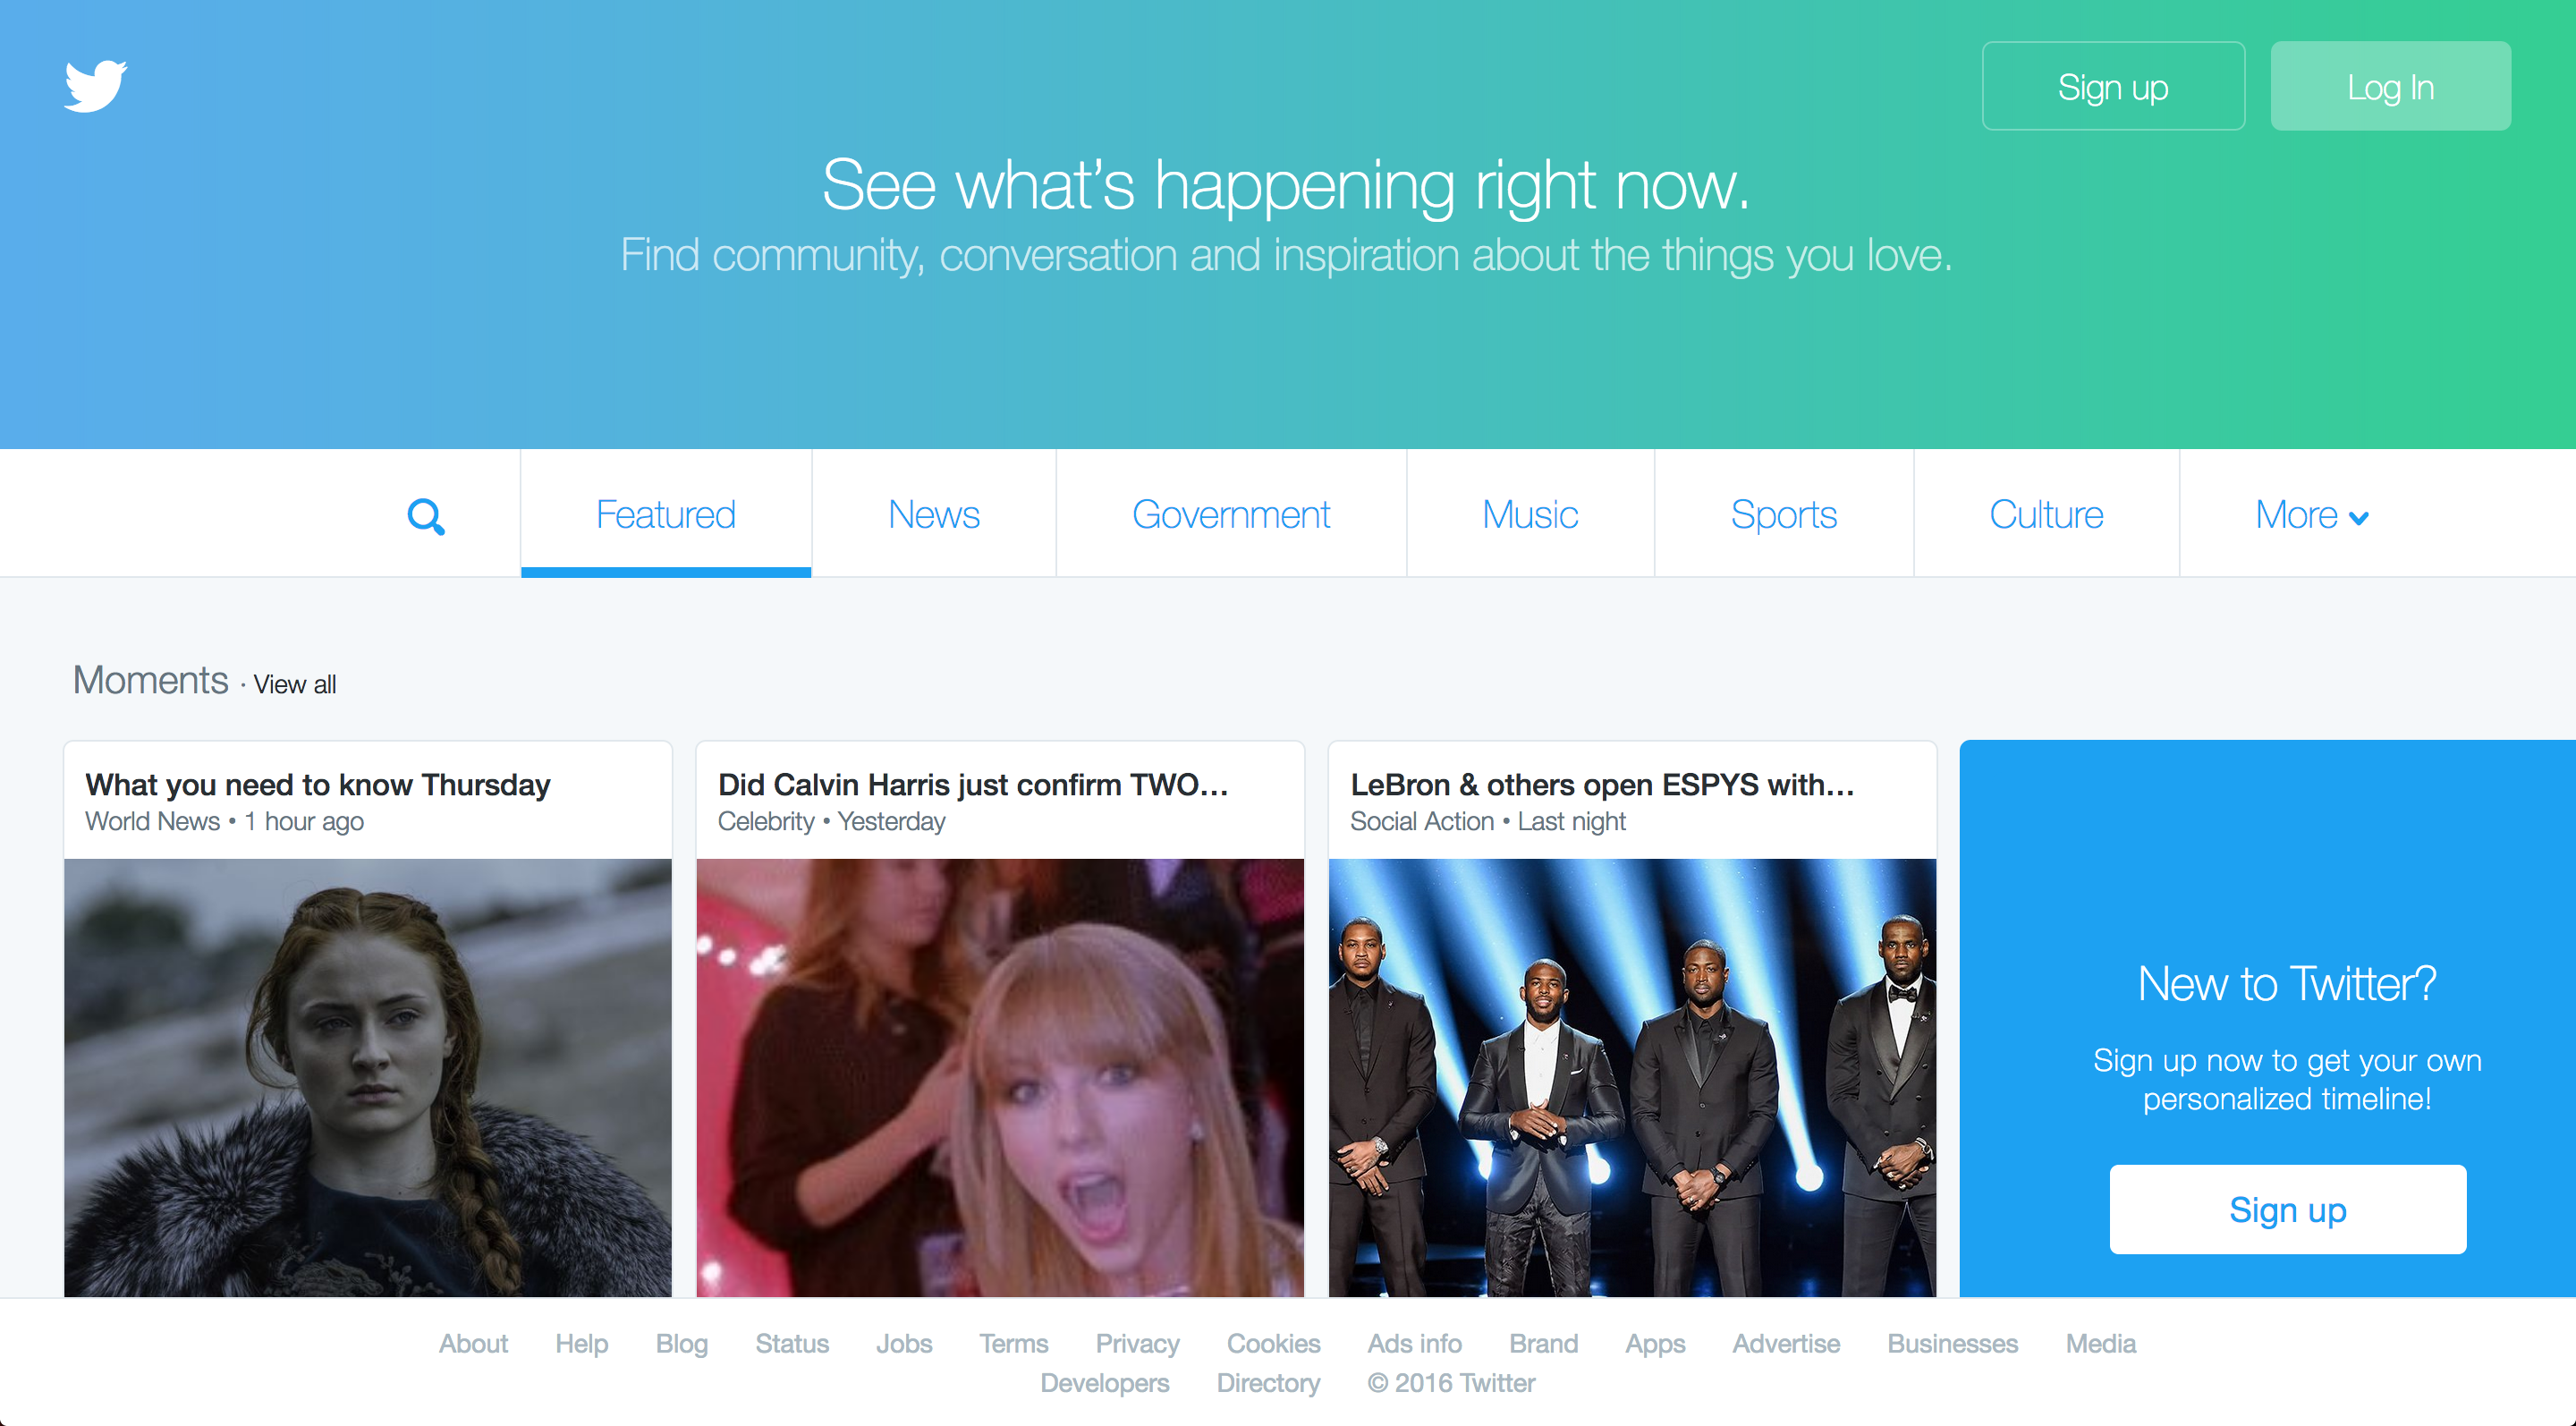 Sign up
Log In
See what's happening right now.
Find community, conversation and inspiration about the things you love.
Featured
News
Government
Music
Sports
Culture
More
Moments · View all
What you need to know Thursday
World News • 1 hour ago
Did Calvin Harris just confirm TWO...
Celebrity • Yesterday
LeBron & others open ESPYS with...
Social Action • Last night
New to Twitter?
Sign up now to get your own
personalized timeline!
Sign up
About Help Blog Status Jobs Terms Privacy Cookies Ads info Brand Apps Advertise Businesses Media
Developers Directory © 2016 Twitter